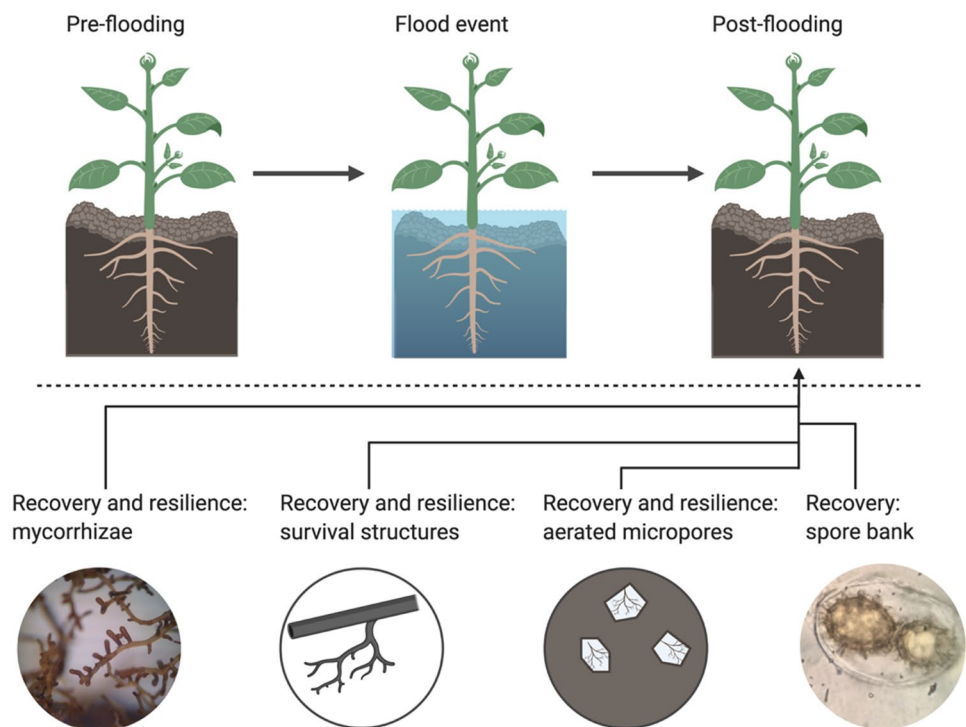 Pre-flooding
Flood event
Post-flooding
Recovery and resilience:
mycorrhizae
Recovery and resilience:
survival structures
Recovery and resilience:
aerated micropores
Recovery:
spore bank